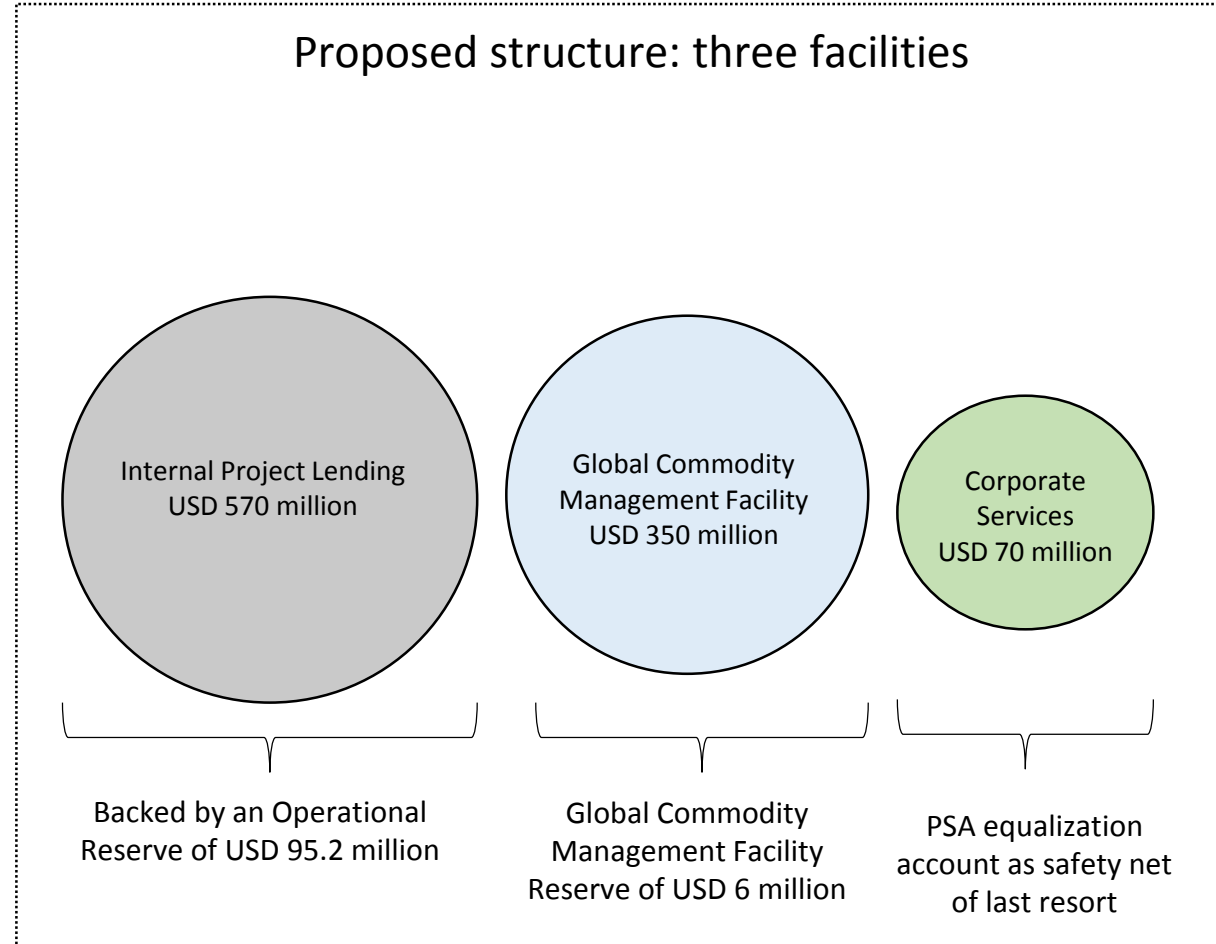 Proposed structure: three facilities
Internal Project Lending
USD 570 million
Global Commodity
Management Facility
USD 350 million
Corporate
Services
USD 70 million
Backed by an Operational
Reserve of USD 95.2 million
Global Commodity
Management Facility
Reserve of USD 6 million
PSA equalization
account as safety net
of last resort